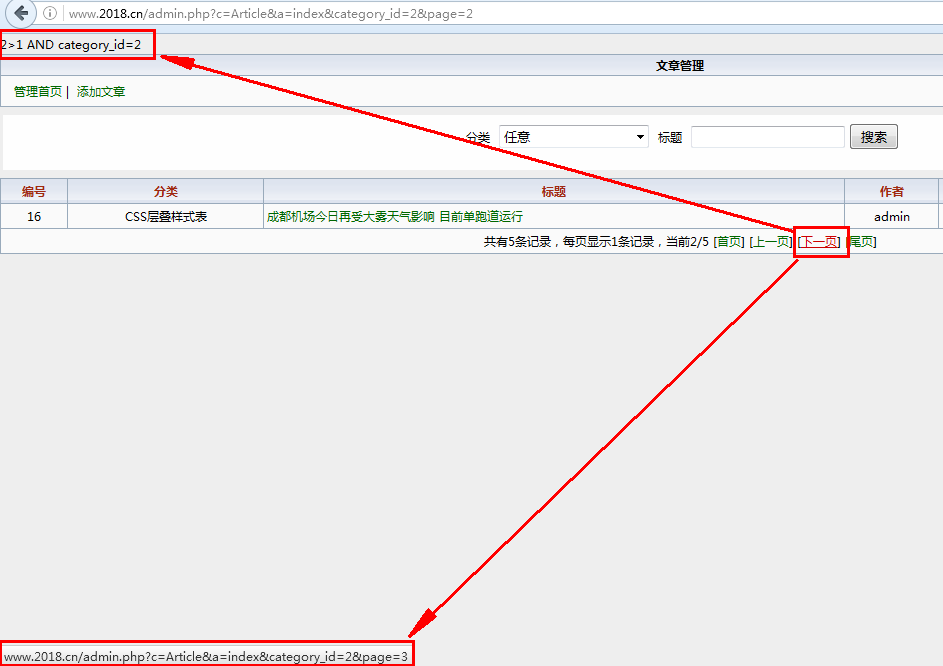 www.2018.cn/admin.php?c=Article&a=index&category_id=2&page=2
2>1 AND category_id=2
文章管理
管理首页 | 添加文章
分类 任意 标题 搜索
编号 分类 标题 作者
16 CSS层叠样式表 成都机场今日再受大雾天气影响 目前单跑道运行 admin
共有5条记录，每页显示1条记录，当前2/5 [首页] [上一页] [下一页] [尾页]
www.2018.cn/admin.php?c=Article&a=index&category_id=2&page=3